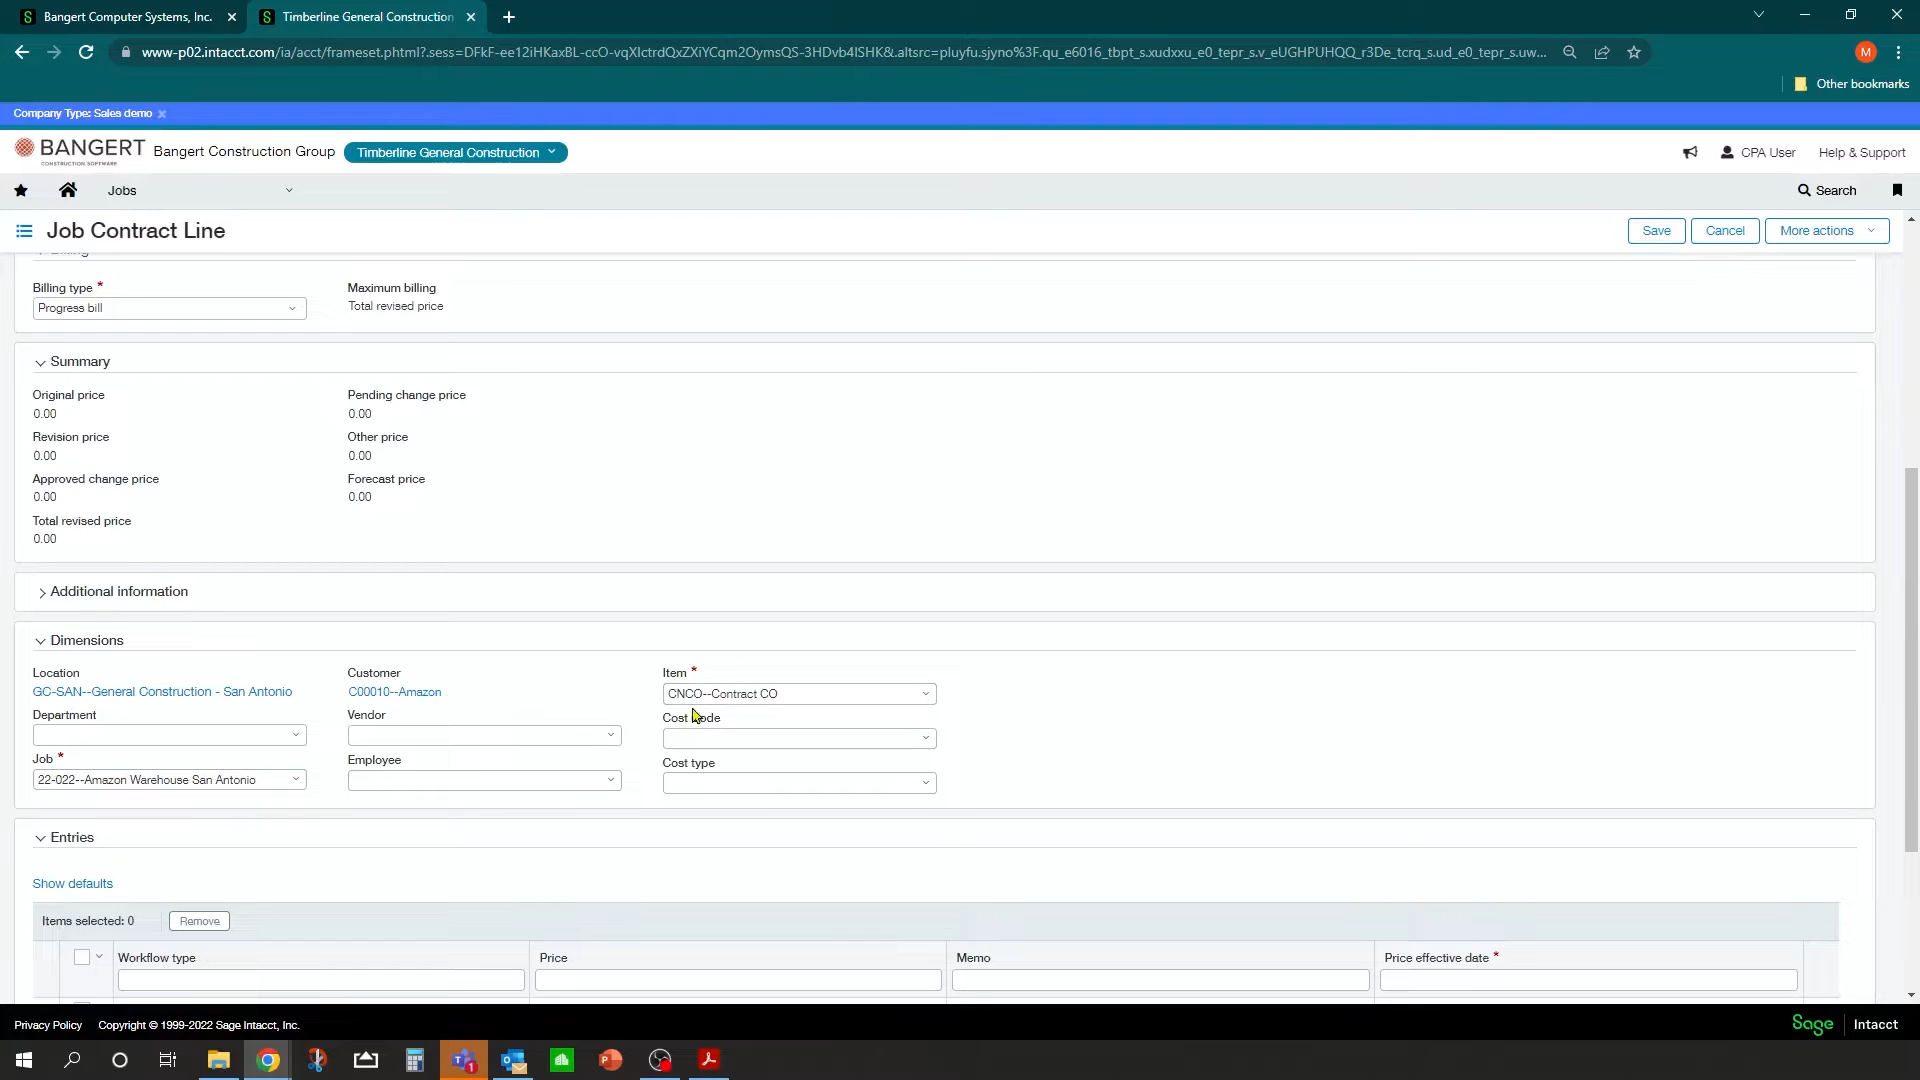 Bangert Computer Systems, Inc.
Timberline General Construction
www-p02.intacct.com/ia/acct/frameset.phtml?.sess=DFkF-ee12iHKaxBL-ccO-vqXlctrdQxZXiYCqm2OymsQS-3HDvb4lSHK&.altsrc=pluyfu.sjyno%3F.qu_e6016_tbpt_s.xudxxu_e0_tepr_s.v_eUGHPUHQQ_r3De_tcrq_s.ud_e0_tepr_s.uw...
M
Other bookmarks
Company Type: Sales demo
BANGERT
CONSTRUCTION SOFTWARE
Bangert Construction Group
Timberline General Construction
CPA User
Help & Support
Jobs
Search
Job Contract Line
Save
Cancel
More actions
Billing type *
Progress bill
Maximum billing
Total revised price
Summary
Original price
0.00
Pending change price
0.00
Revision price
0.00
Other price
0.00
Approved change price
0.00
Forecast price
0.00
Total revised price
0.00
Additional information
Dimensions
Location
GC-SAN--General Construction - San Antonio
Customer
C00010--Amazon
Item *
CNCO--Contract CO
Department
Vendor
Cost code
Job *
22-022--Amazon Warehouse San Antonio
Employee
Cost type
Entries
Show defaults
Items selected: 0
Remove
Workflow type
Price
Memo
Price effective date *
Privacy Policy
Copyright © 1999-2022 Sage Intacct, Inc.
Sage
Intacct